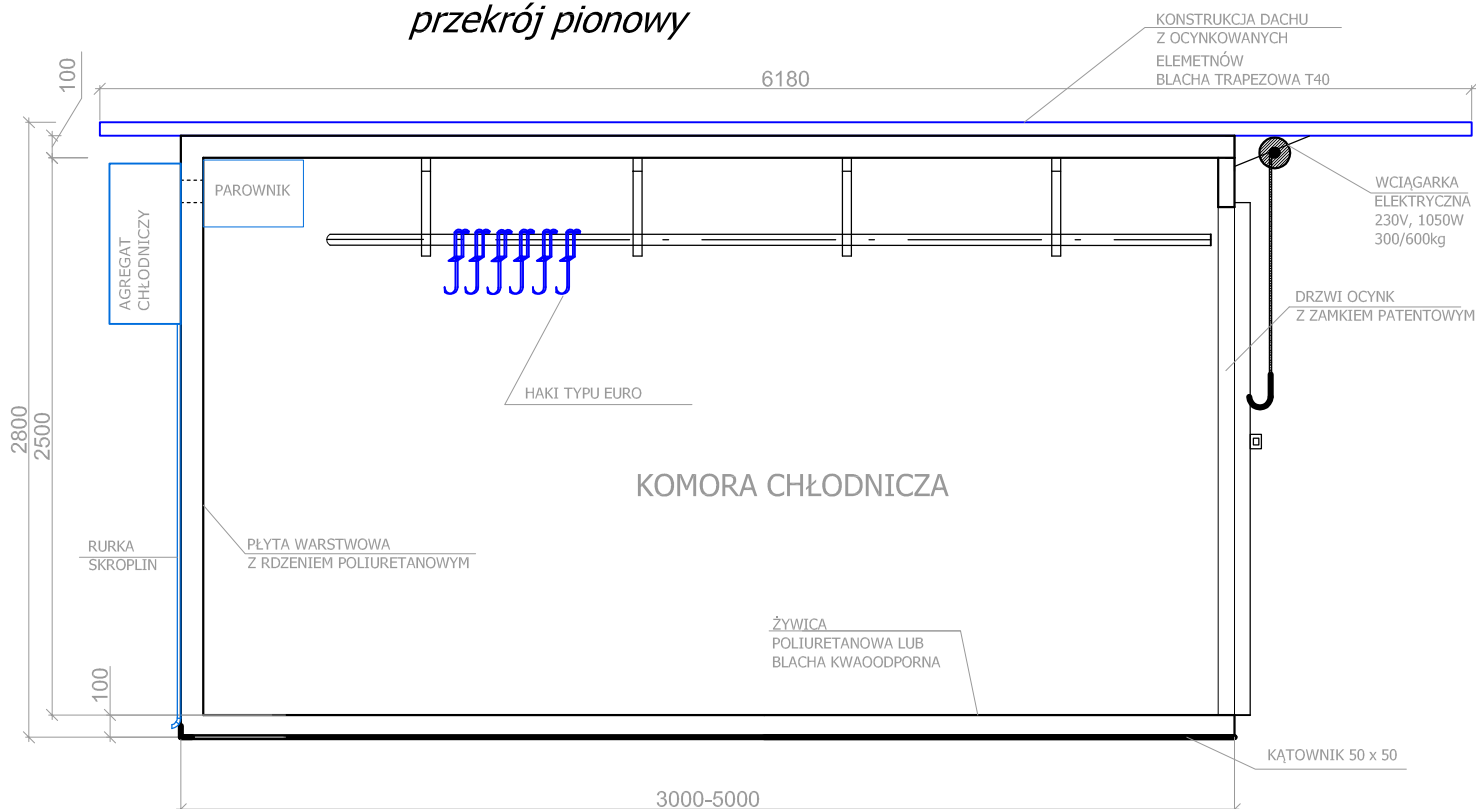 przekrój pionowy
KONSTRUKCJA DACHU
Z OCYNKOWANYCH
ELEMETNÓW
BLACHA TRAPEZOWA T40
100
6180
PAROWNIK
AGREGAT
CHŁODNICZY
WCIĄGARKA
ELEKTRYCZNA
230V, 1050W
300/600kg
DRZWI OCYNK
Z ZAMKIEM PATENTOWYM
HAKI TYPU EURO
2800
2500
KOMORA CHŁODNICZA
RURKA
SKROPLIN
PŁYTA WARSTWOWA
Z RDZENIEM POLIURETANOWYM
ŻYWICA
POLIURETANOWA LUB
BLACHA KWAOODPORNA
100
KĄTOWNIK 50 x 50
3000-5000